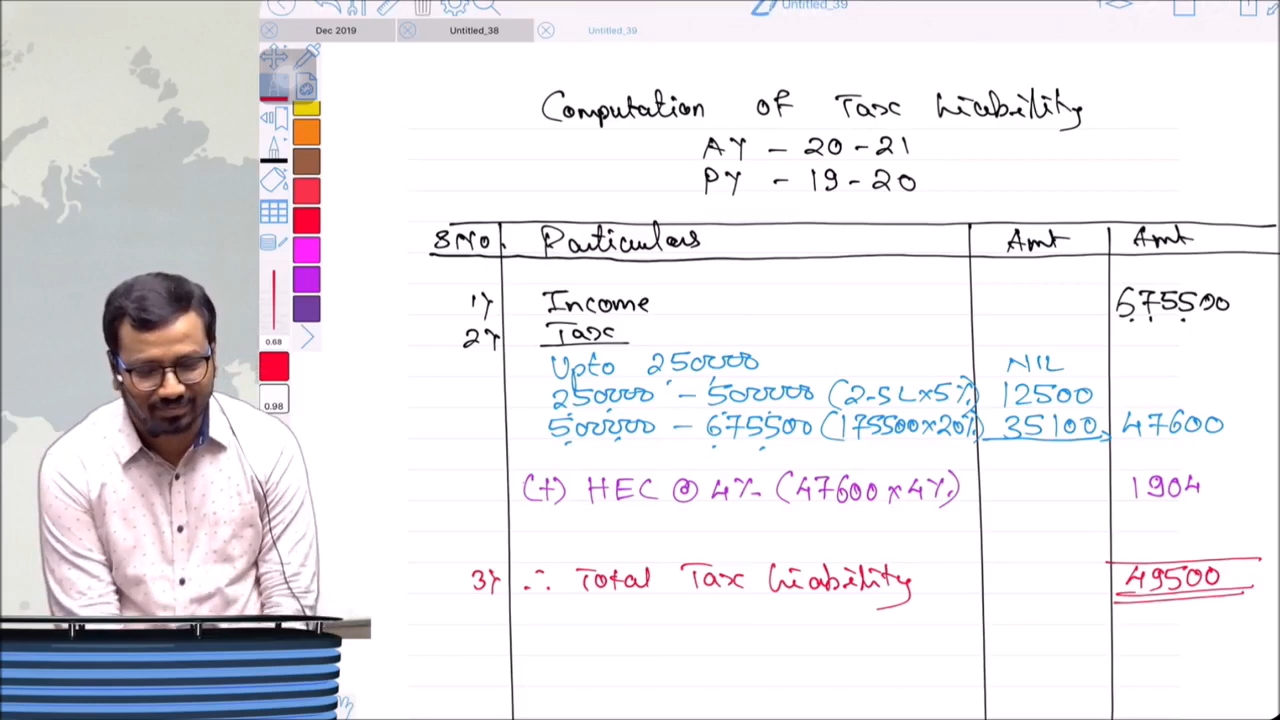 Untitled_39
Dec 2019 Untitled_38 Untitled_39
Computation of Tax Liability
AY - 20-21
PY - 19-20
S No. Particulars Amt Amt
1) Income 675500
2) Tax
Upto 250000 NIL
250000 - 500000 (2.5L×5%) 12500
500000 - 675500 (175500×20%) 35100 47600
(+) HEC @ 4% (47600×4%) 1904
3) ∴ Total Tax Liability 49500
0.68
0.98